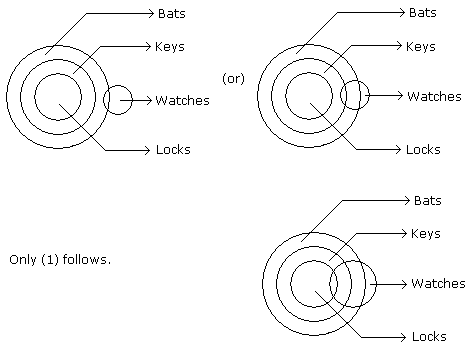 Bats
Keys
Watches
Locks
(or)
Bats
Keys
Watches
Locks
Only (1) follows.
Bats
Keys
Watches
Locks